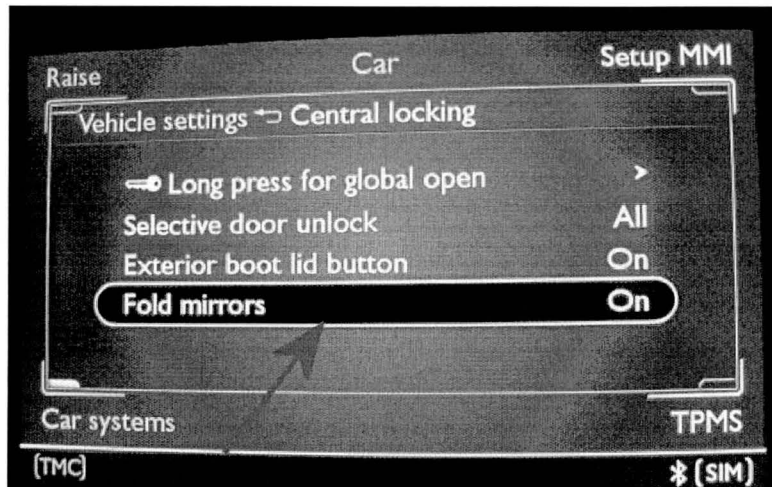 Raise Car Setup MMI
Vehicle settings Central locking
Long press for global open >
Selective door unlock All
Exterior boot lid button On
Fold mirrors On
Car systems TPMS
[TMC] (SIM)